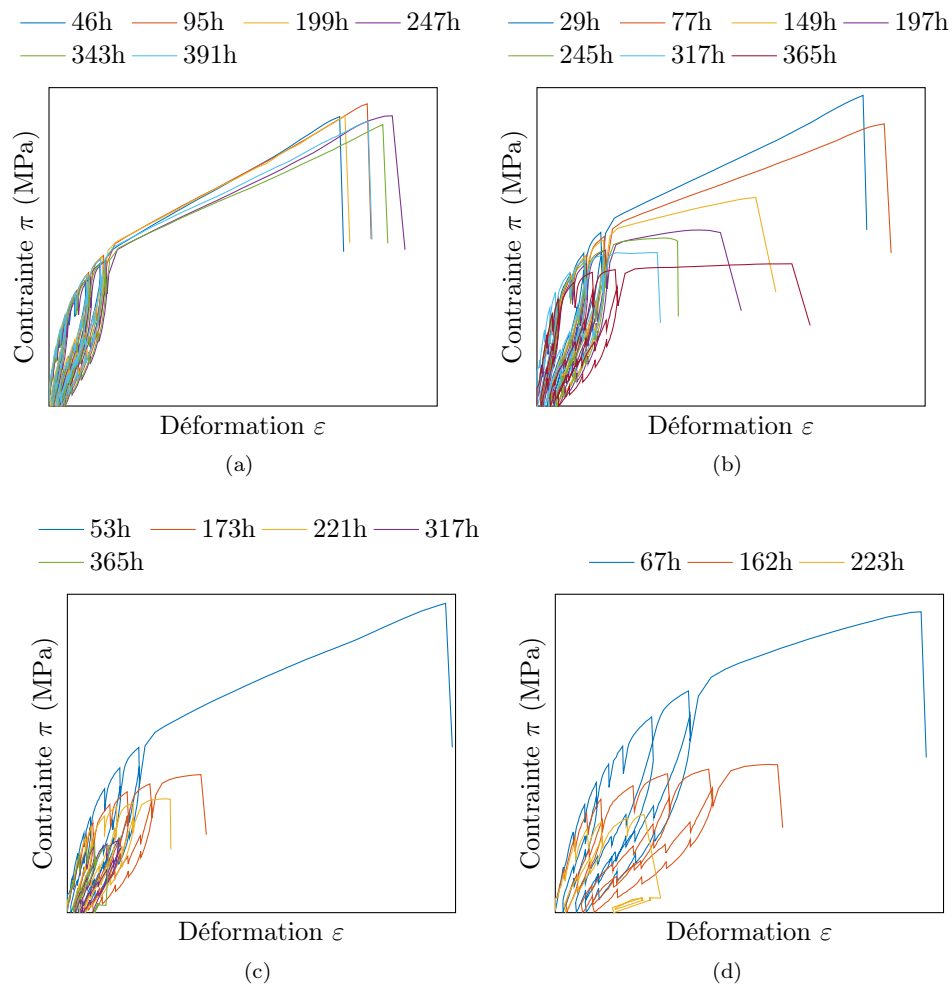 46h 95h 199h 247h
343h 391h
Contrainte π (MPa)
Déformation ε
(a)
29h 77h 149h 197h
245h 317h 365h
Contrainte π (MPa)
Déformation ε
(b)
53h 173h 221h 317h
365h
Contrainte π (MPa)
Déformation ε
(c)
67h 162h 223h
Contrainte π (MPa)
Déformation ε
(d)